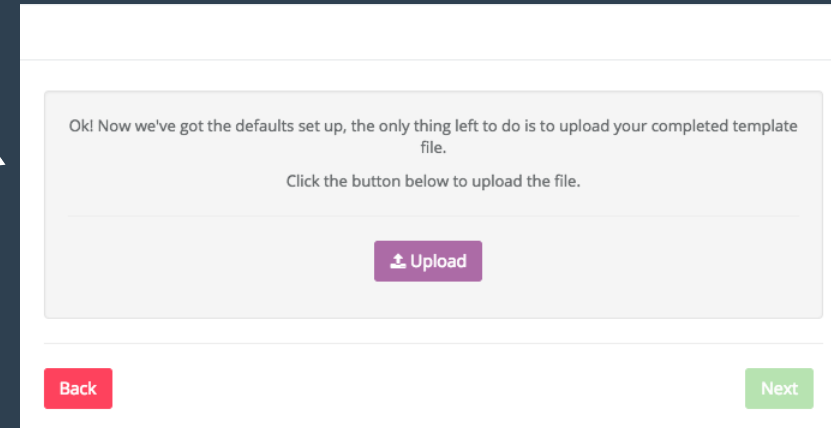 Ok! Now we've got the defaults set up, the only thing left to do is to upload your completed template
file.
Click the button below to upload the file.
Upload
Back
Next